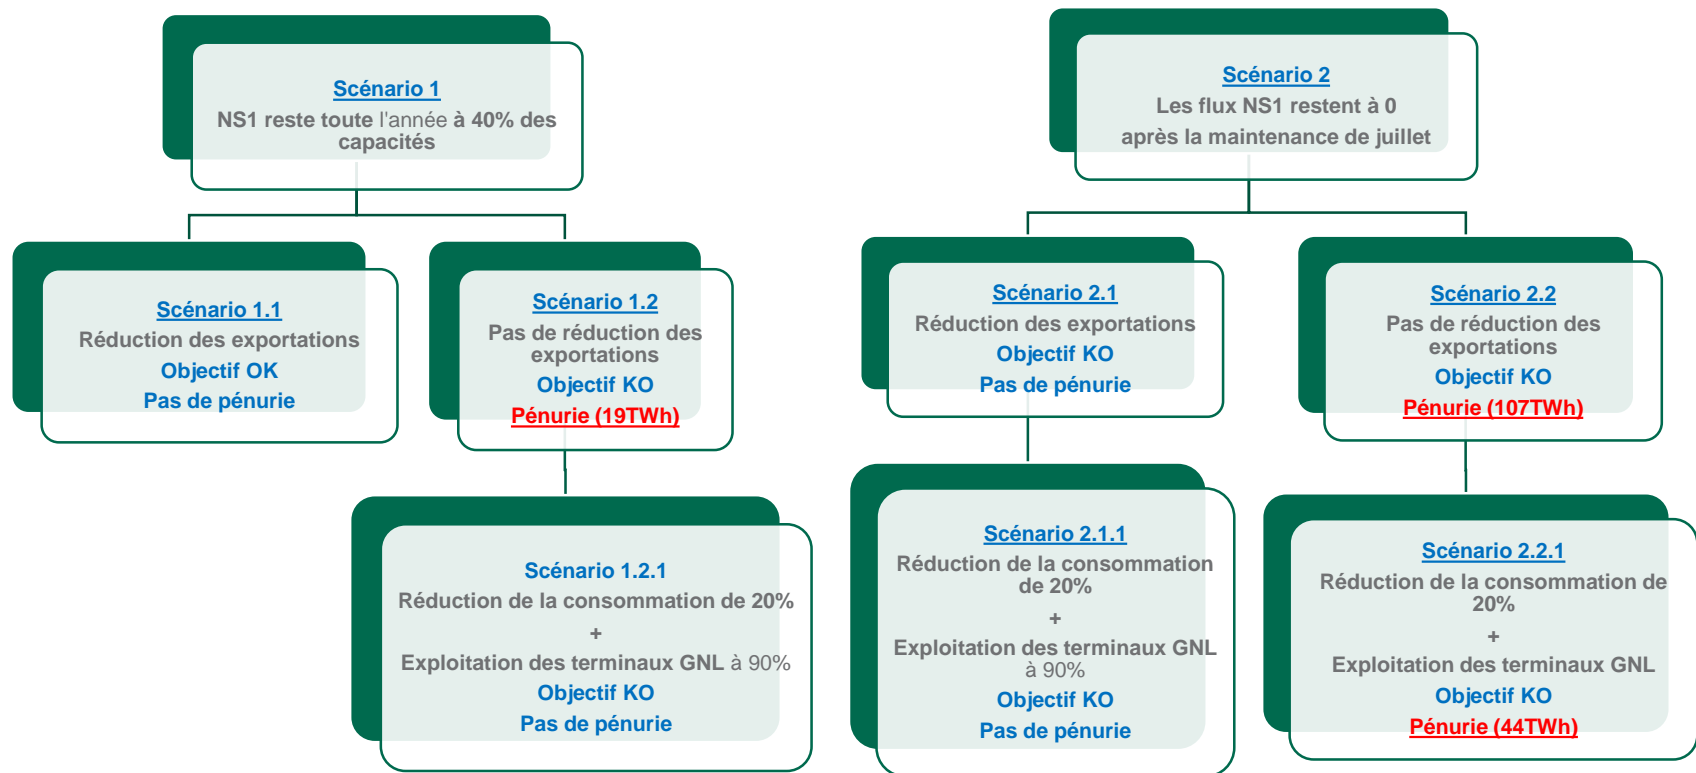 Scénario 1
NS1 reste toute l'année à 40% des
capacités
Scénario 2
Les flux NS1 restent à 0
après la maintenance de juillet
Scénario 1.1
Réduction des exportations
Objectif OK
Pas de pénurie
Scénario 1.2
Pas de réduction des
exportations
Objectif KO
Pénurie (19TWh)
Scénario 2.1
Réduction des exportations
Objectif KO
Pas de pénurie
Scénario 2.2
Pas de réduction des
exportations
Objectif KO
Pénurie (107TWh)
Scénario 1.2.1
Réduction de la consommation de 20%
+
Exploitation des terminaux GNL à 90%
Objectif KO
Pas de pénurie
Scénario 2.1.1
Réduction de la consommation
de 20%
+
Exploitation des terminaux GNL
à 90%
Objectif KO
Pas de pénurie
Scénario 2.2.1
Réduction de la consommation de
20%
+
Exploitation des terminaux GNL
Objectif KO
Pénurie (44TWh)